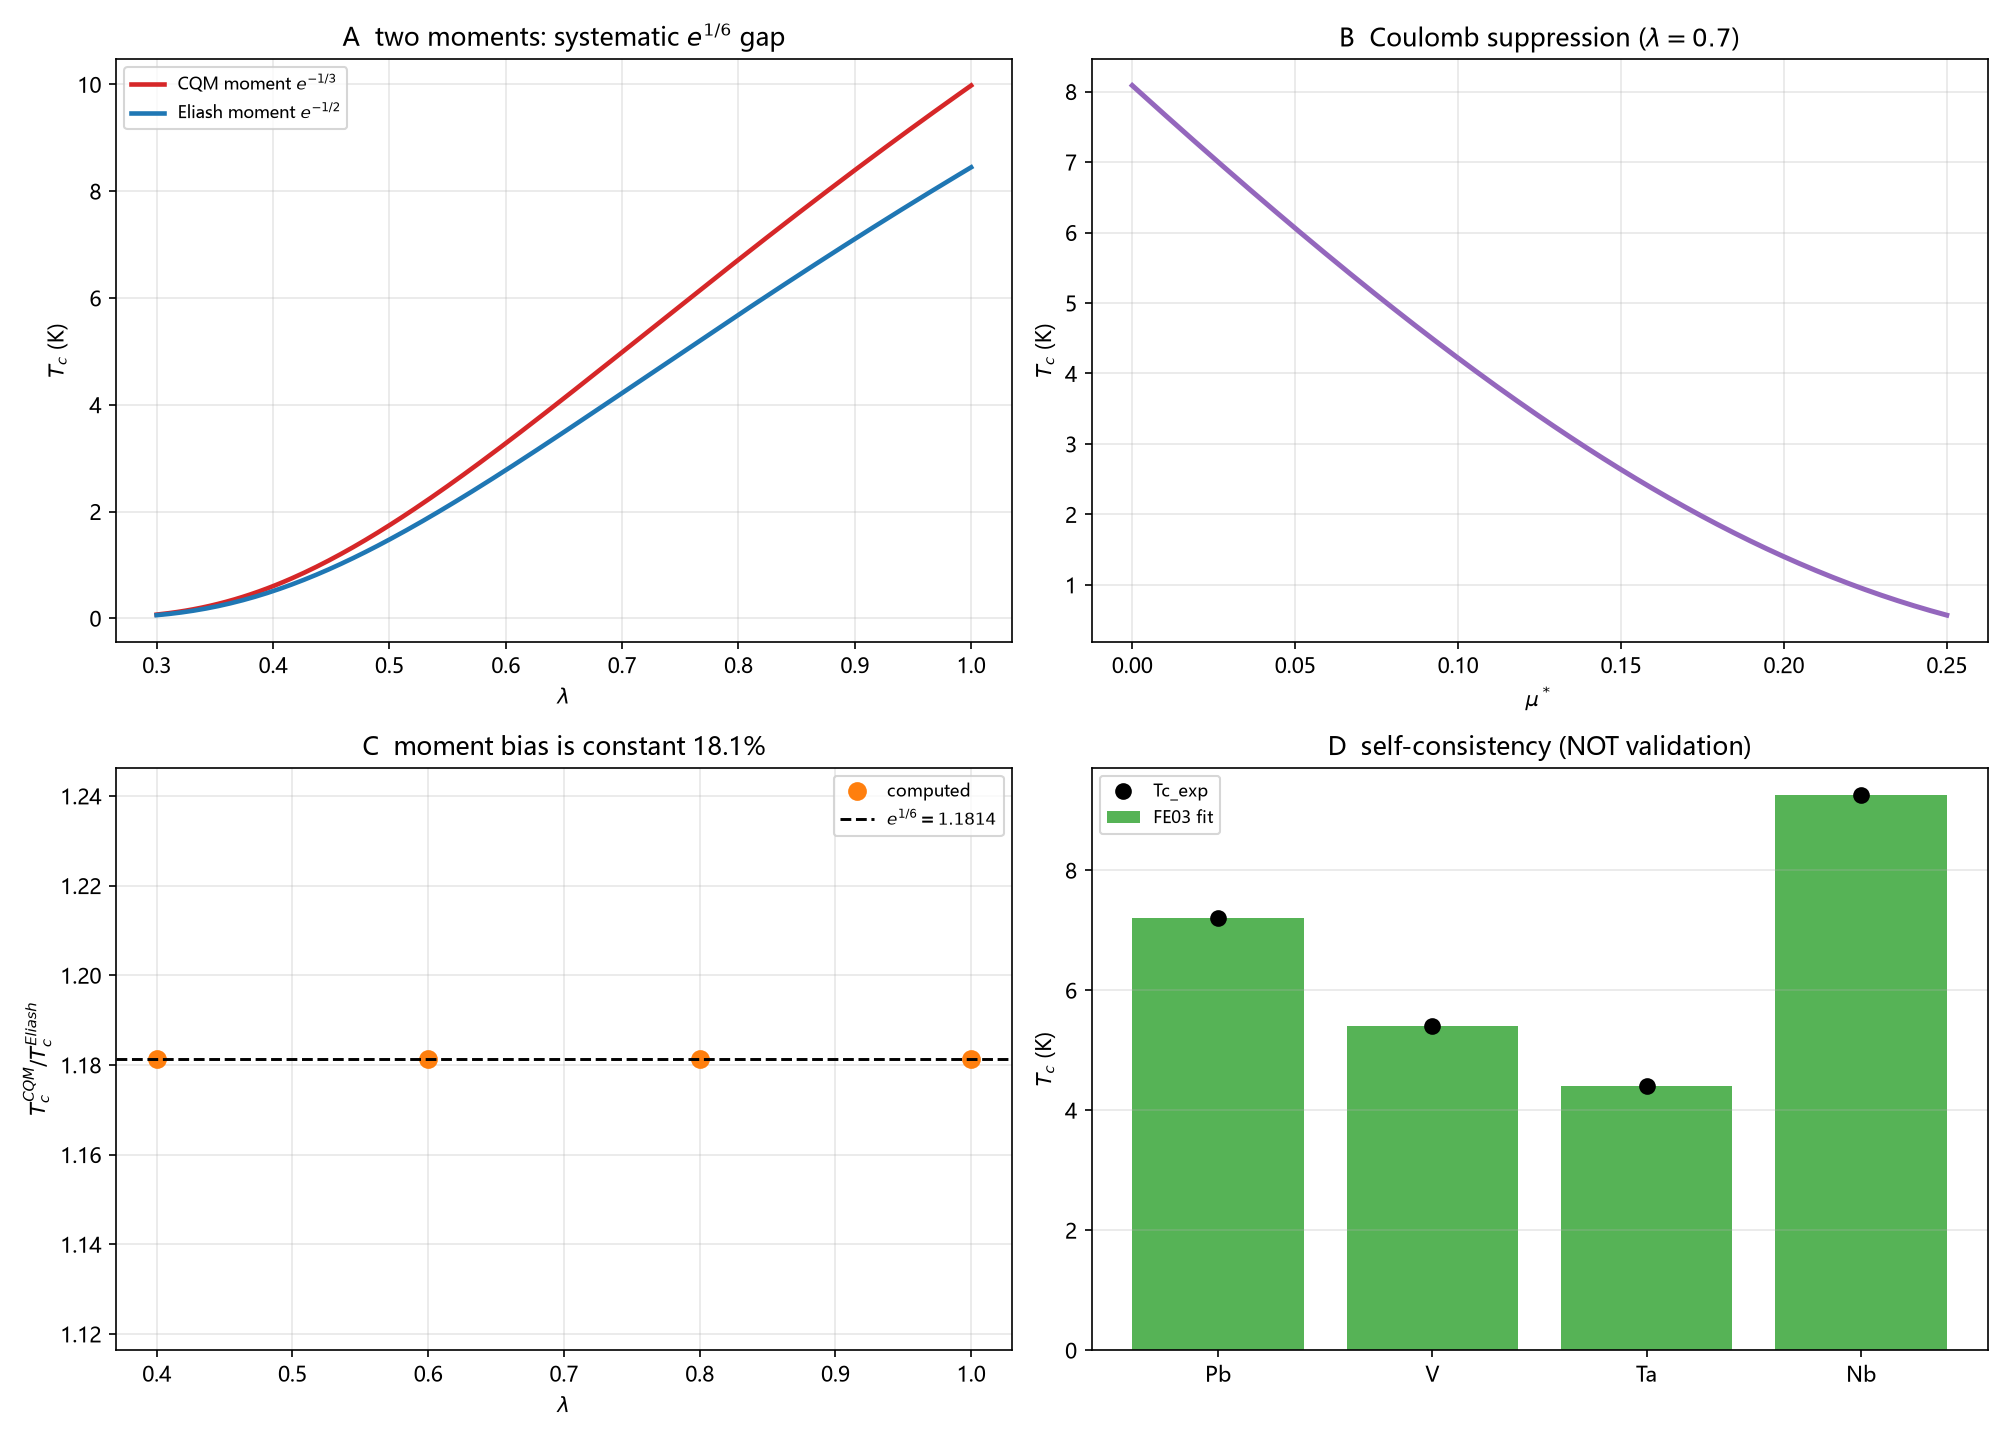 A  two moments: systematic e^{1/6} gap
CQM moment e^{−1/3}
Eliash moment e^{−1/2}
10
8
6
4
2
0
T_c (K)
0.3 0.4 0.5 0.6 0.7 0.8 0.9 1.0
λ
B  Coulomb suppression (λ = 0.7)
8
7
6
5
4
3
2
1
T_c (K)
0.00 0.05 0.10 0.15 0.20 0.25
μ*
C  moment bias is constant 18.1%
computed
e^{1/6} = 1.1814
1.24
1.22
1.20
1.18
1.16
1.14
1.12
T_c^{CQM}/T_c^{Eliash}
0.4 0.5 0.6 0.7 0.8 0.9 1.0
λ
D  self-consistency (NOT validation)
Tc_exp
FE03 fit
8
6
4
2
0
T_c (K)
Pb V Ta Nb